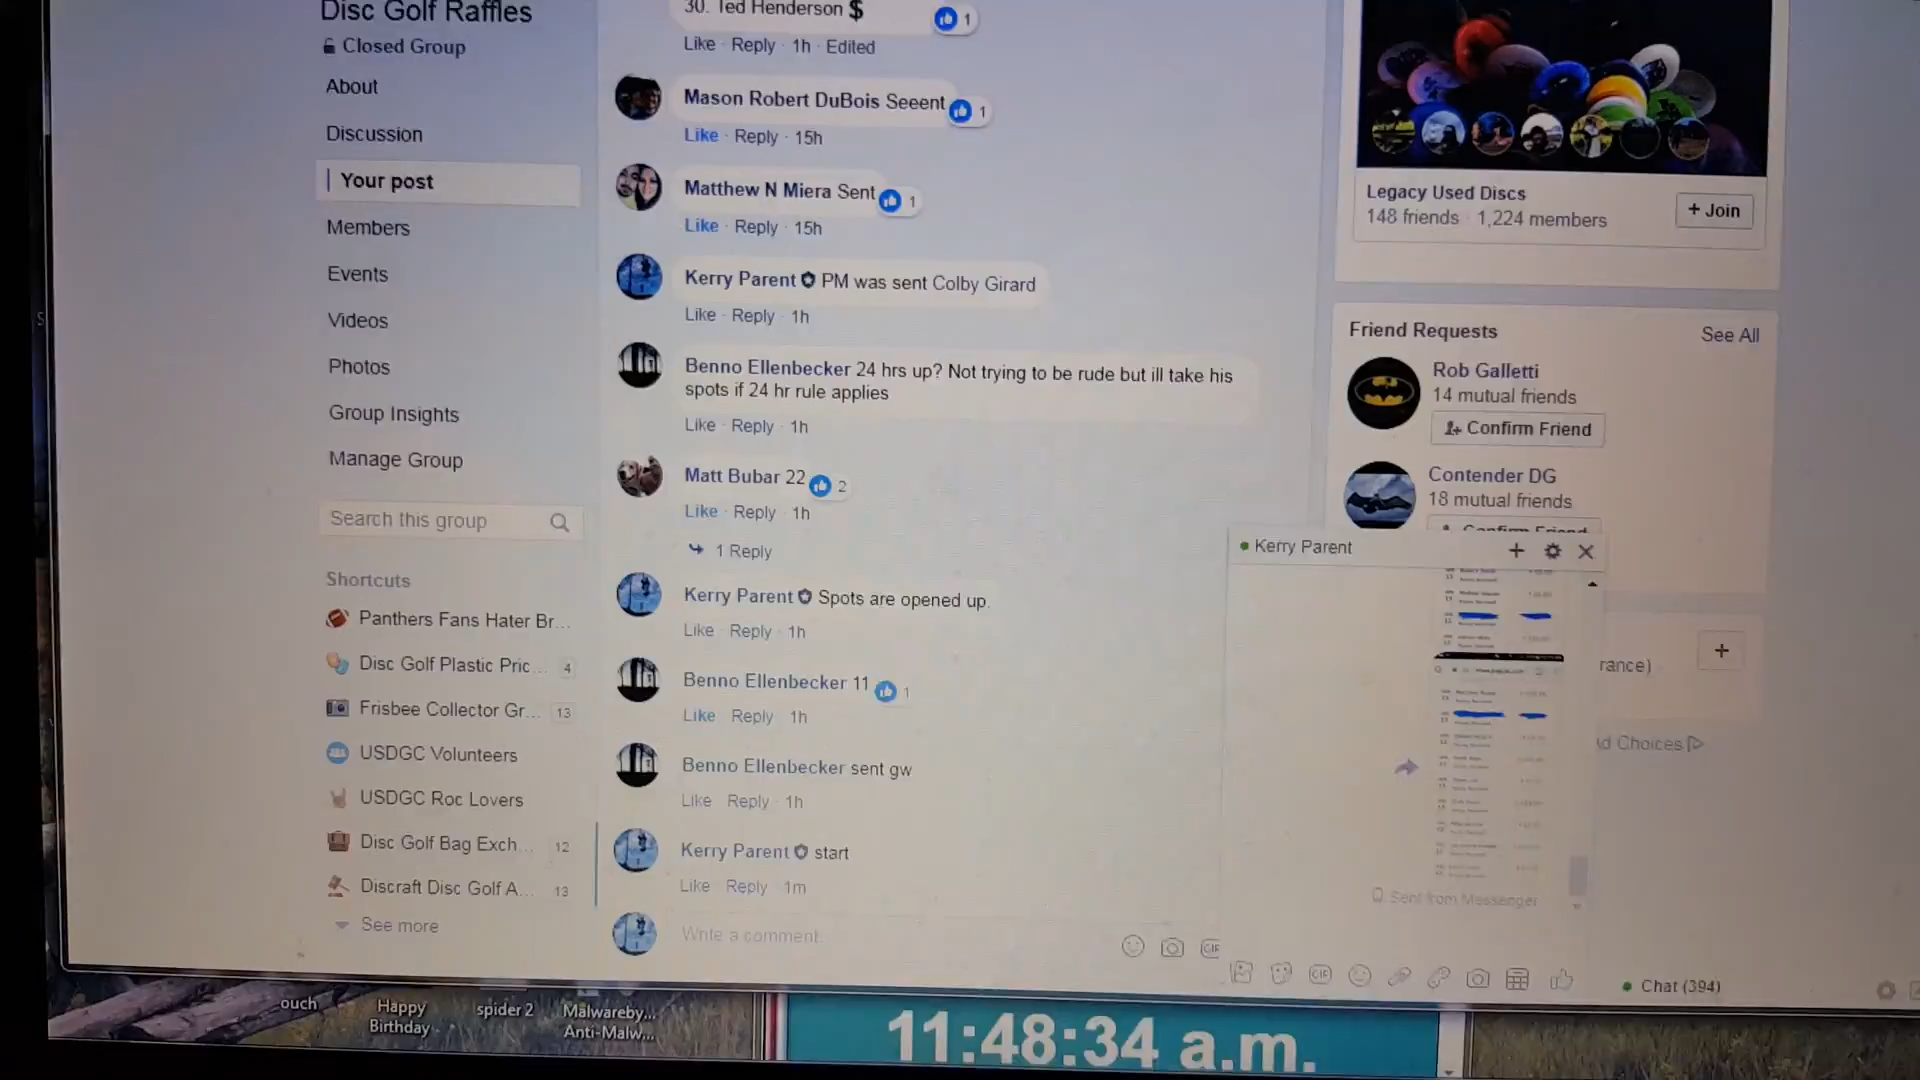 Disc Golf Raffles
Closed Group
About
Discussion
Your post
Members
Events
Videos
Photos
Group Insights
Manage Group
Search this group
Shortcuts
Panthers Fans Hater Br...
Disc Golf Plastic Pric... 4
Frisbee Collector Gr... 13
USDGC Volunteers
USDGC Roc Lovers
Disc Golf Bag Exch... 12
Discraft Disc Golf A... 13
See more
30. Ted Henderson $
1
Like · Reply · 1h · Edited
Mason Robert DuBois Seeent
1
Like · Reply · 15h
Matthew N Miera Sent
1
Like · Reply · 15h
Kerry Parent PM was sent Colby Girard
Like · Reply · 1h
Benno Ellenbecker 24 hrs up? Not trying to be rude but ill take his
spots if 24 hr rule applies
Like · Reply · 1h
Matt Bubar 22
2
Like · Reply · 1h
1 Reply
Kerry Parent Spots are opened up.
Like · Reply · 1h
Benno Ellenbecker 11
1
Like · Reply · 1h
Benno Ellenbecker sent gw
Like · Reply · 1h
Kerry Parent start
Like · Reply · 1m
Write a comment.
GIF
Legacy Used Discs
148 friends · 1,224 members
+ Join
Friend Requests
See All
Rob Galletti
14 mutual friends
Confirm Friend
Contender DG
18 mutual friends
Confirm Friend
Kerry Parent
rance)
Ad Choices
Sent from Messenger
GIF
Chat (394)
ouch
Happy
Birthday
spider 2
Malwareby...
Anti-Malw...
11:48:34 a.m.